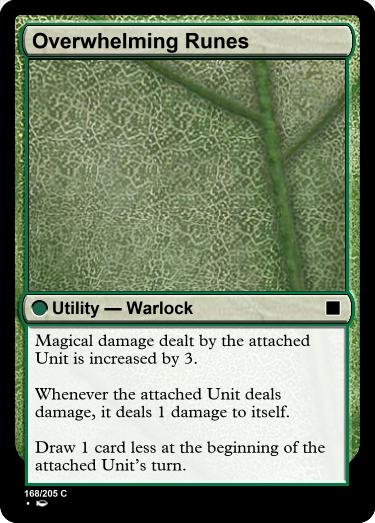 Overwhelming Runes
Utility — Warlock
Magical damage dealt by the attached
Unit is increased by 3.
Whenever the attached Unit deals
damage, it deals 1 damage to itself.
Draw 1 card less at the beginning of the
attached Unit's turn.
168/205 C